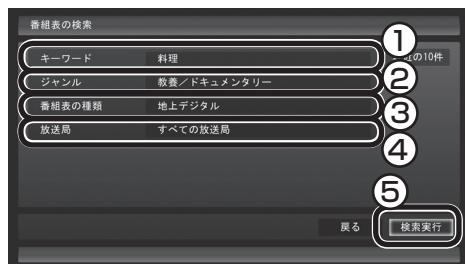 番組表の検索
① キーワード 料理 の10件
② ジャンル 教養／ドキュメンタリー
③ 番組表の種類 地上デジタル
④ 放送局 すべての放送局
⑤
戻る 検索実行